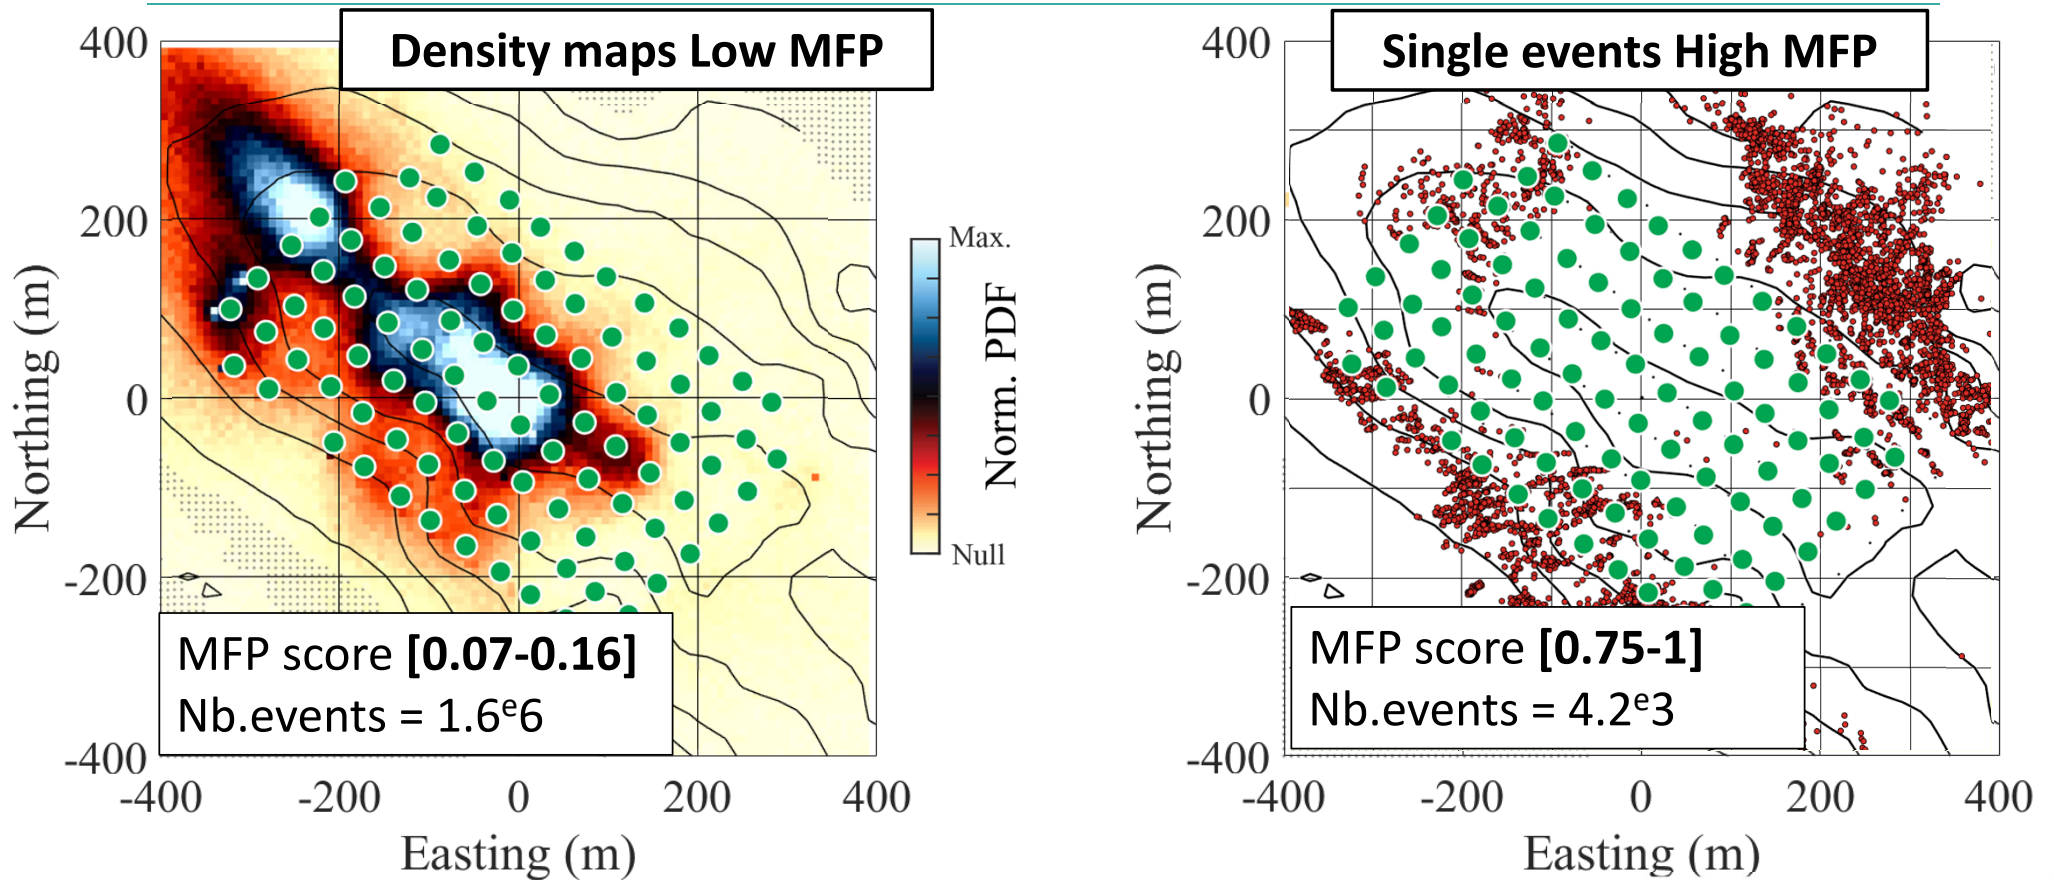 Density maps Low MFP
400
200
0
-200
-400
-400 -200 0 200 400
Northing (m)
Easting (m)
MFP score [0.07-0.16]
Nb.events = 1.6e6
Max.
Norm. PDF
Null
Single events High MFP
400
200
0
-200
-400
-400 -200 0 200 400
Northing (m)
Easting (m)
MFP score [0.75-1]
Nb.events = 4.2e3